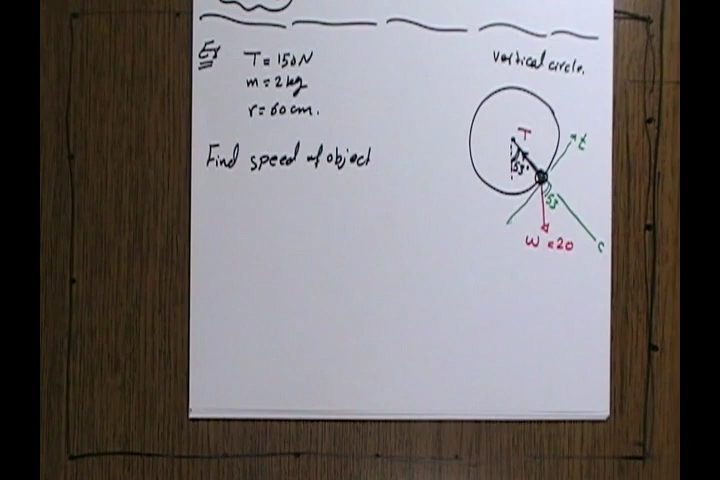 Ex
T = 150N
m = 2kg
r = 60cm.
Find speed of object
vertical circle.
T
t
53°
53
c
W = 20